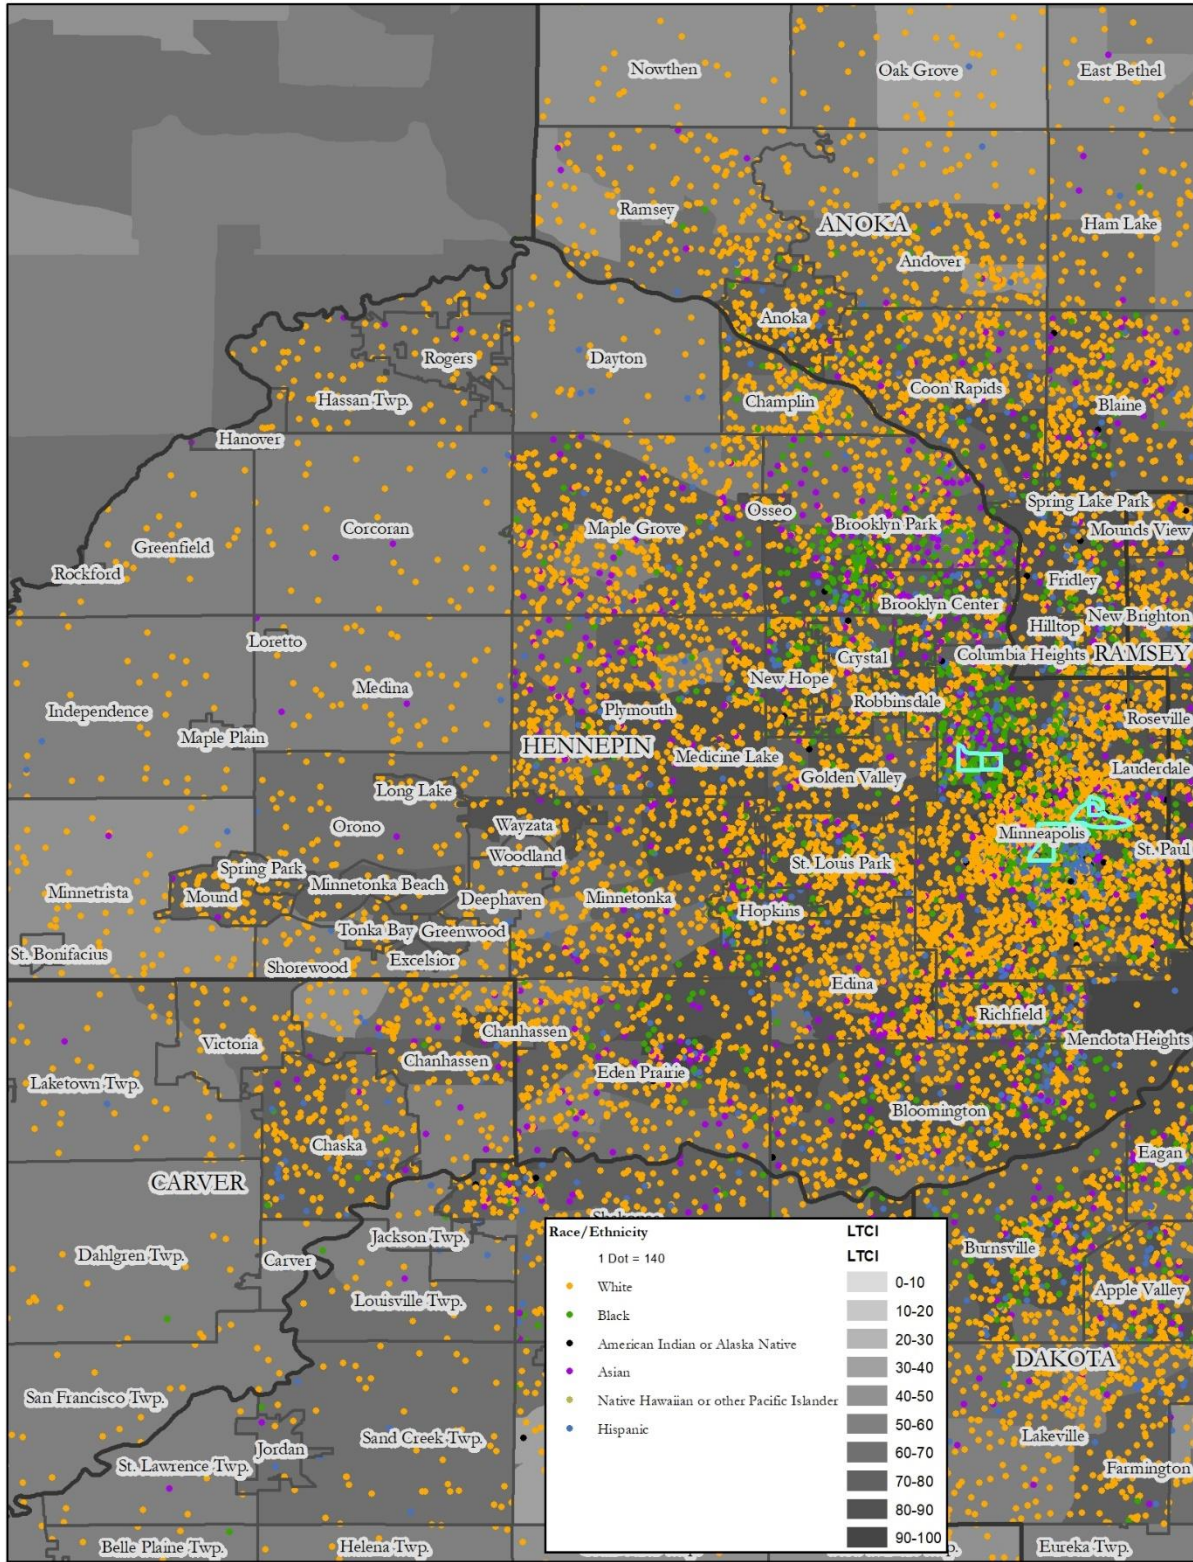 Nowthen
Oak Grove
East Bethel
Ramsey
ANOKA
Ham Lake
Andover
Anoka
Rogers
Dayton
Coon Rapids
Hassan Twp.
Champlin
Blaine
Hanover
Spring Lake Park
Osseo
Corcoran
Maple Grove
Brooklyn Park
Mounds View
Greenfield
Rockford
Fridley
Brooklyn Center
New Brighton
Hilltop
Loretto
Columbia Heights
RAMSEY
Crystal
New Hope
Medina
Robbinsdale
Independence
Plymouth
Roseville
Maple Plain
HENNEPIN
Medicine Lake
Golden Valley
Lauderdale
Long Lake
Orono
Wayzata
Minneapolis
Woodland
St. Louis Park
St. Paul
Spring Park
Minnetonka Beach
Minnetrista
Mound
Deephaven
Minnetonka
Hopkins
Tonka Bay
Greenwood
St. Bonifacius
Excelsior
Shorewood
Edina
Richfield
Victoria
Chanhassen
Mendota Heights
Chanhassen
Laketown Twp.
Eden Prairie
Bloomington
Chaska
Eagan
CARVER
Jackson Twp.
Burnsville
Dahlgren Twp.
Carver
Apple Valley
Louisville Twp.
DAKOTA
San Francisco Twp.
Sand Creek Twp.
Lakeville
Jordan
St. Lawrence Twp.
Farmington
Belle Plaine Twp.
Helena Twp.
Eureka Twp.
Race/Ethnicity
1 Dot = 140
White
Black
American Indian or Alaska Native
Asian
Native Hawaiian or other Pacific Islander
Hispanic
LTCI
LTCI
0-10
10-20
20-30
30-40
40-50
50-60
60-70
70-80
80-90
90-100